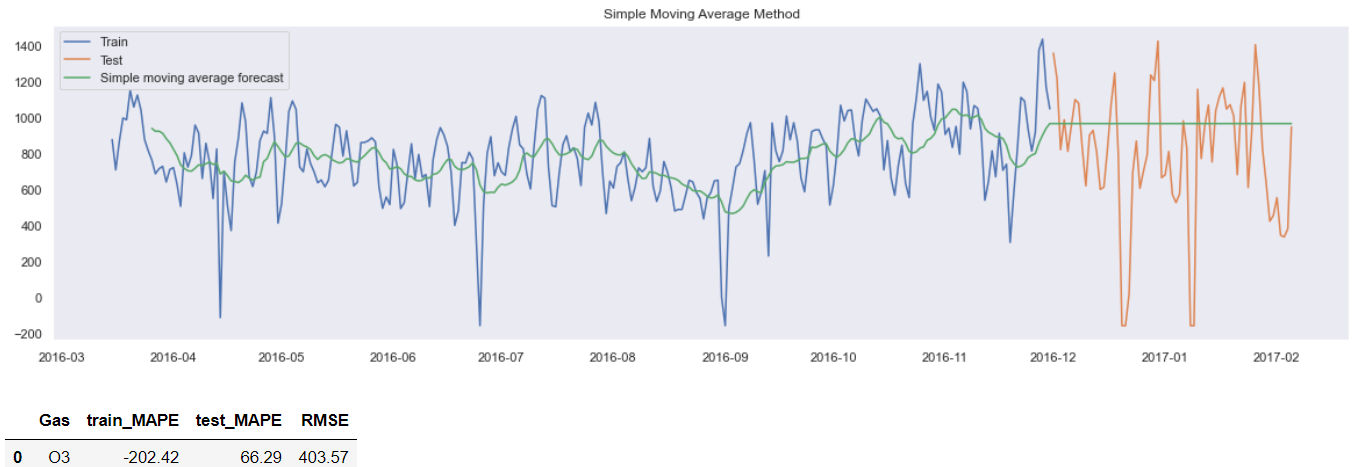 Simple Moving Average Method
Train
Test
Simple moving average forecast
1400
1200
1000
800
600
400
200
0
−200
2016-03 2016-04 2016-05 2016-06 2016-07 2016-08 2016-09 2016-10 2016-11 2016-12 2017-01 2017-02
Gas train_MAPE test_MAPE RMSE
0 O3 -202.42 66.29 403.57